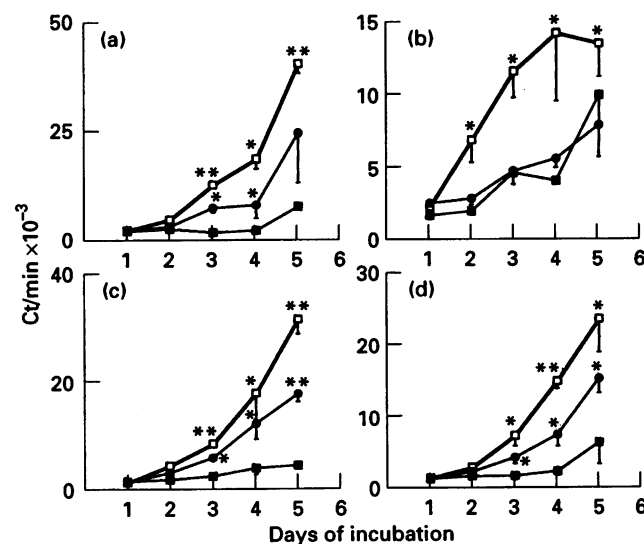 (a)
50
25
0
1 2 3 4 5 6
** * ** * *
(b)
15
10
5
0
1 2 3 4 5 6
* * * *
Ct/min ×10⁻³
(c)
40
20
0
1 2 3 4 5 6
** * ** * * **
(d)
30
20
10
0
1 2 3 4 5 6
* ** * * * *
Days of incubation